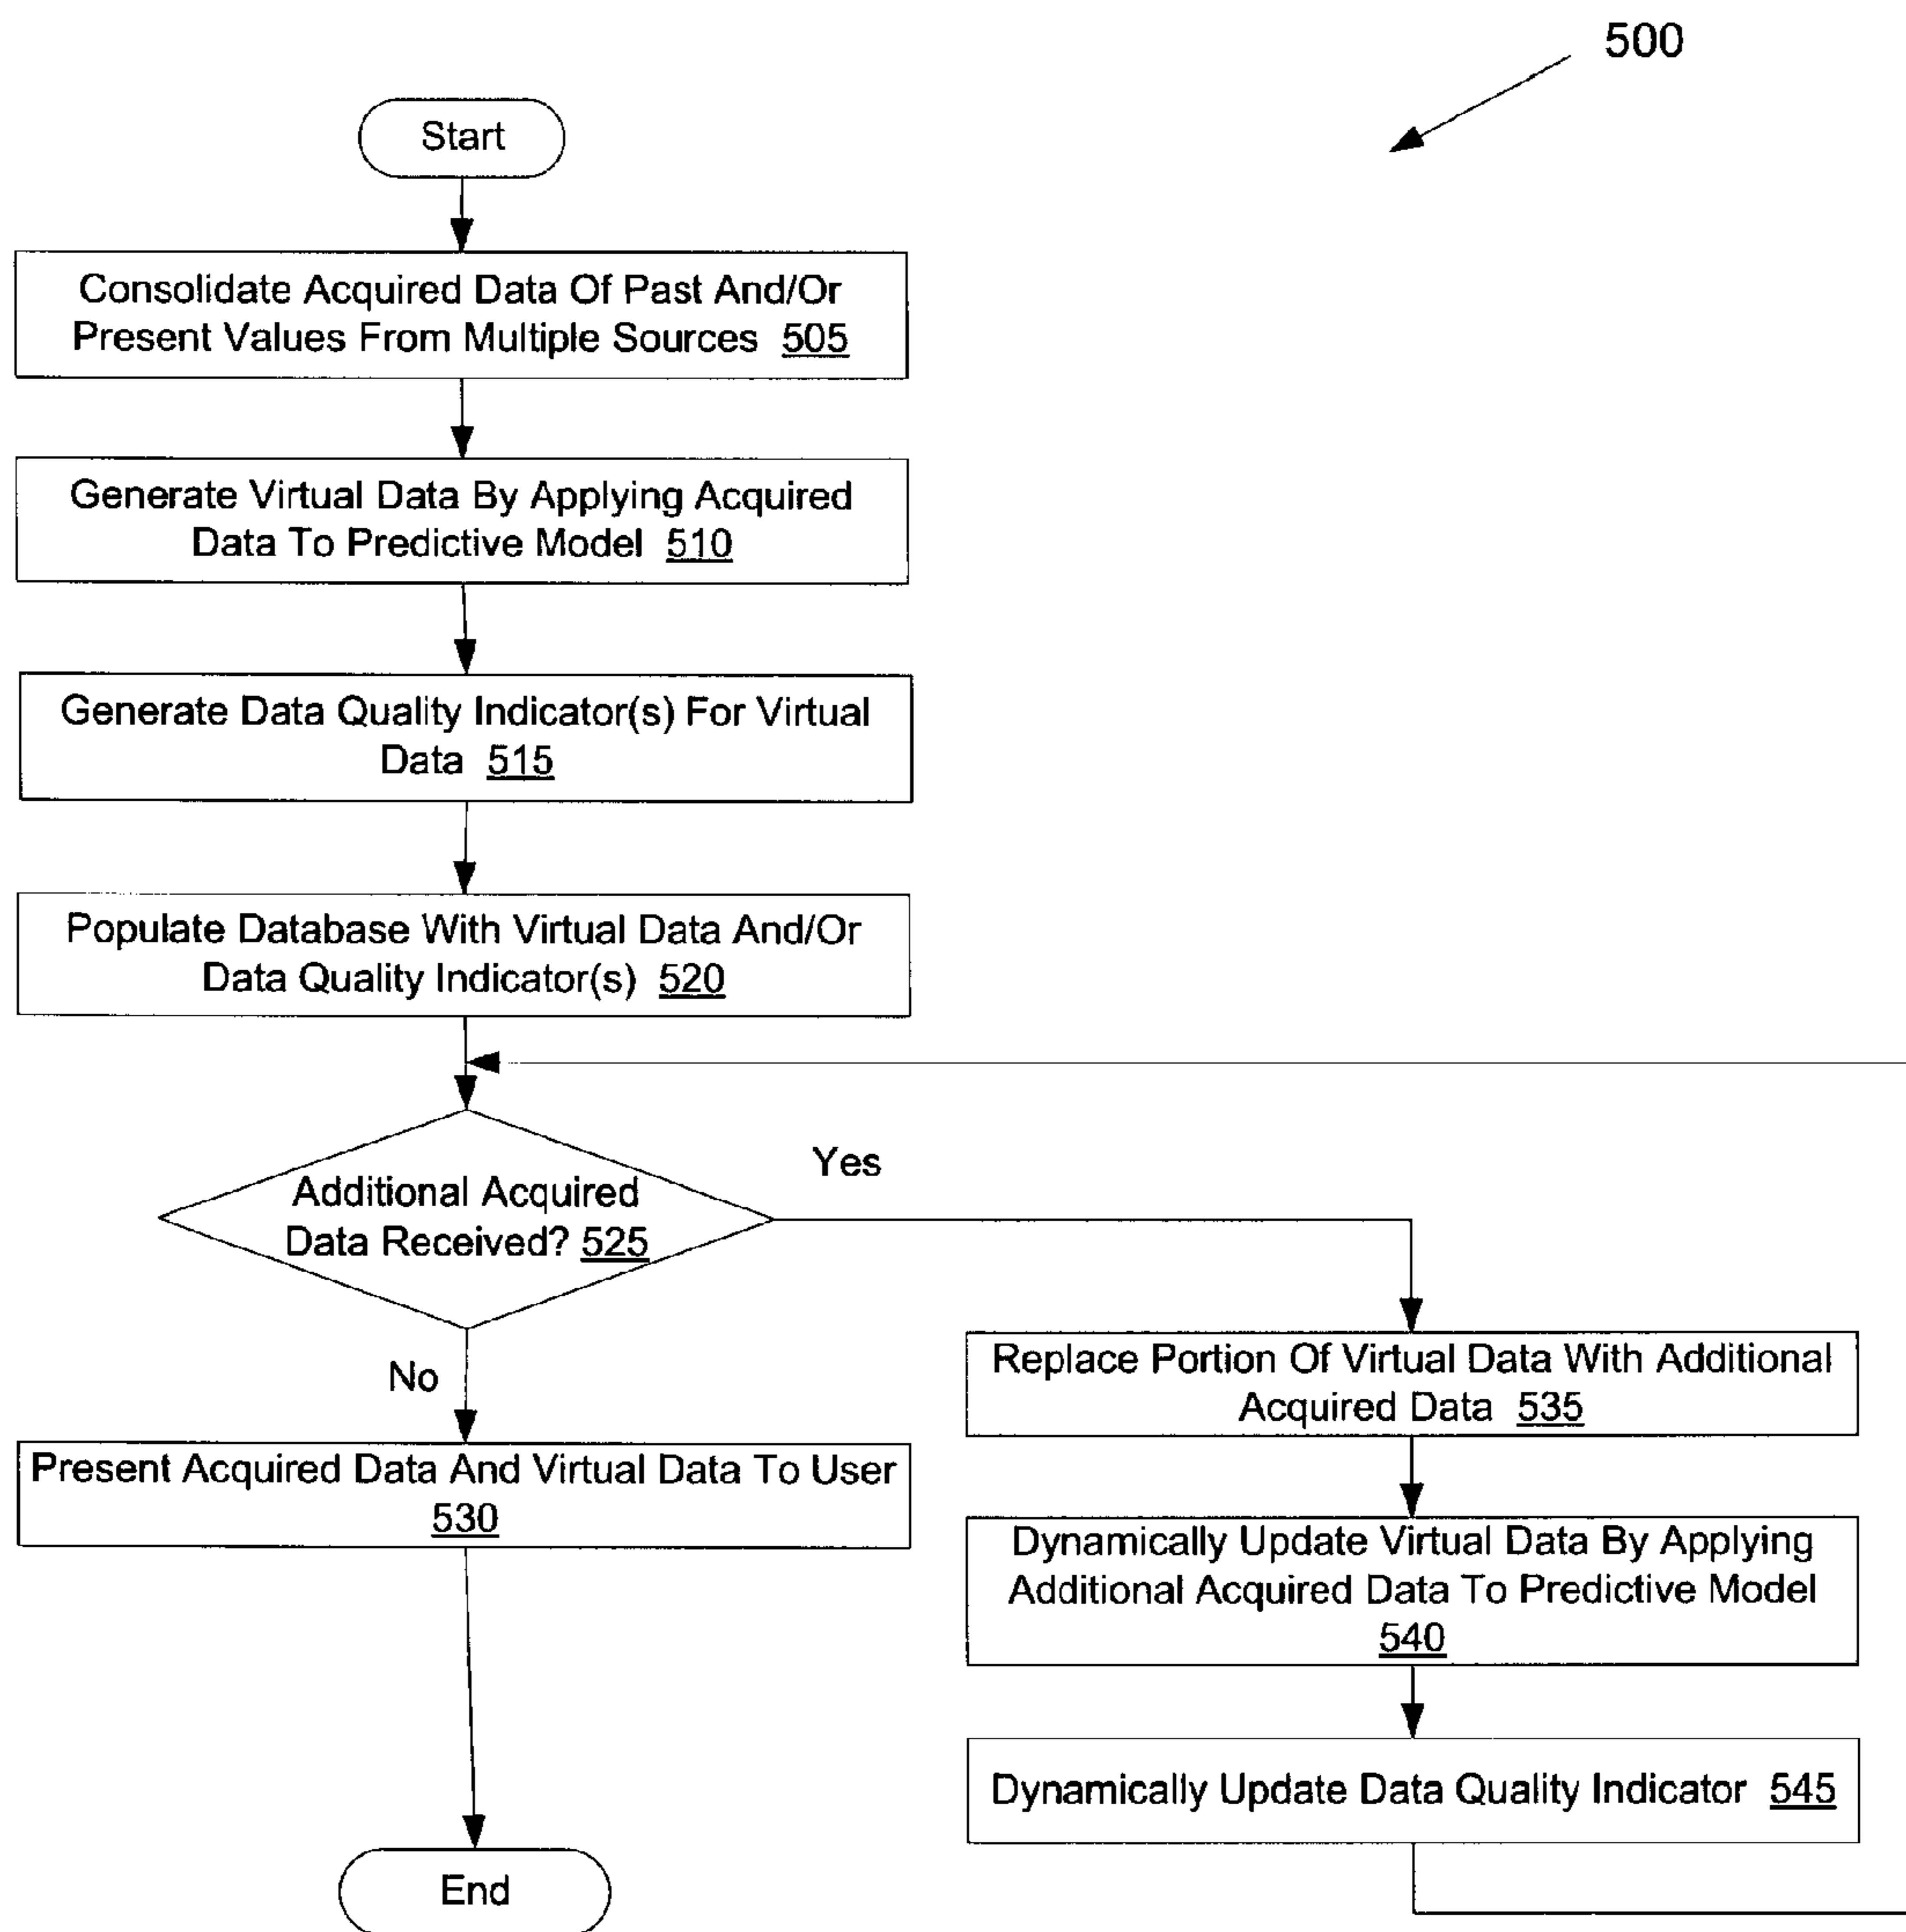 500
Start
Consolidate Acquired Data Of Past And/Or
Present Values From Multiple Sources 505
Generate Virtual Data By Applying Acquired
Data To Predictive Model 510
Generate Data Quality Indicator(s) For Virtual
Data 515
Populate Database With Virtual Data And/Or
Data Quality Indicator(s) 520
Additional Acquired
Data Received? 525
Yes
No
Present Acquired Data And Virtual Data To User
530
End
Replace Portion Of Virtual Data With Additional
Acquired Data 535
Dynamically Update Virtual Data By Applying
Additional Acquired Data To Predictive Model
540
Dynamically Update Data Quality Indicator 545